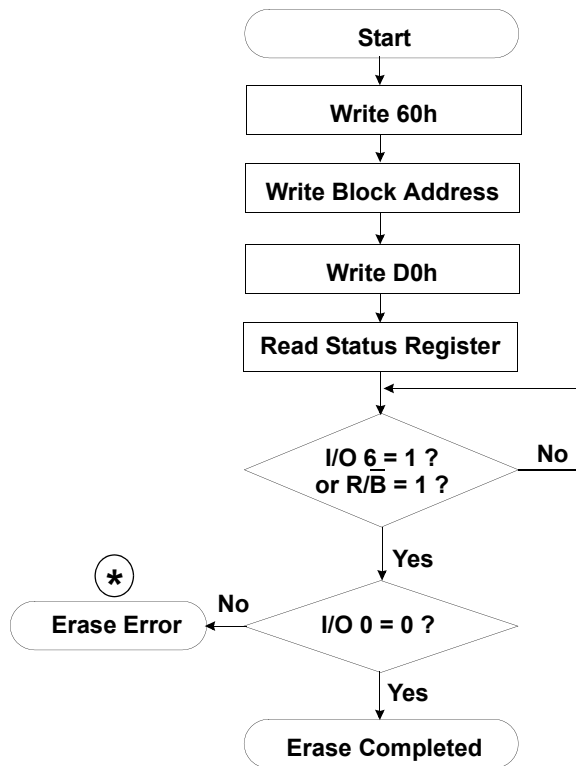 Start
Write 60h
Write Block Address
Write D0h
Read Status Register
I/O 6 = 1 ?
or R/B̅ = 1 ?
No
Yes
*
No
Erase Error
I/O 0 = 0 ?
Yes
Erase Completed